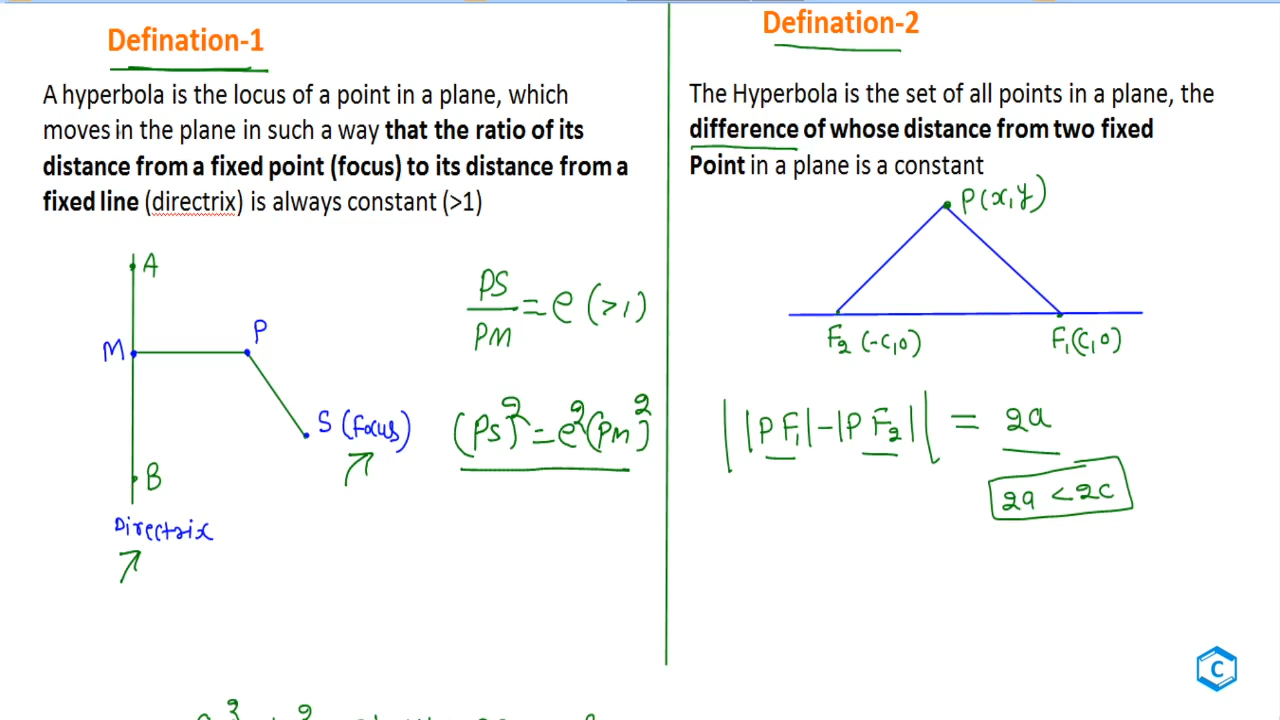 Defination-1
A hyperbola is the locus of a point in a plane, which
moves in the plane in such a way that the ratio of its
distance from a fixed point (focus) to its distance from a
fixed line (directrix) is always constant (>1)
A
M
P
S (Focus)
B
Directrix
PS/PM = e (>1)
(PS)² = e²(PM)²
Defination-2
The Hyperbola is the set of all points in a plane, the
difference of whose distance from two fixed
Point in a plane is a constant
P(x,y)
F₂ (-c,0)
F₁(c,0)
||PF₁|-|PF₂|| = 2a
2a < 2c
C